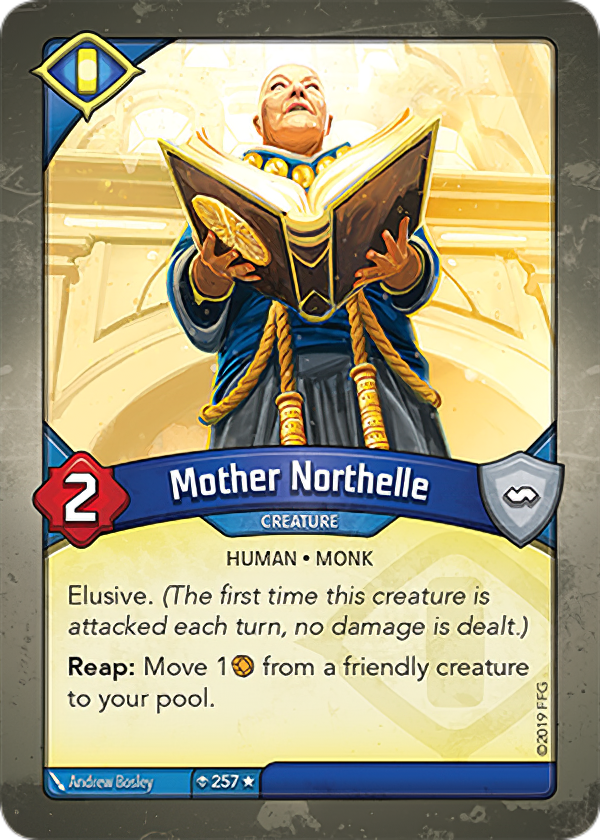 Mother Northelle
2
CREATURE
HUMAN • MONK
Elusive. (The first time this creature is
attacked each turn, no damage is dealt.)
Reap: Move 1 from a friendly creature
to your pool.
©2019 FFG
Andrew Bosley
257